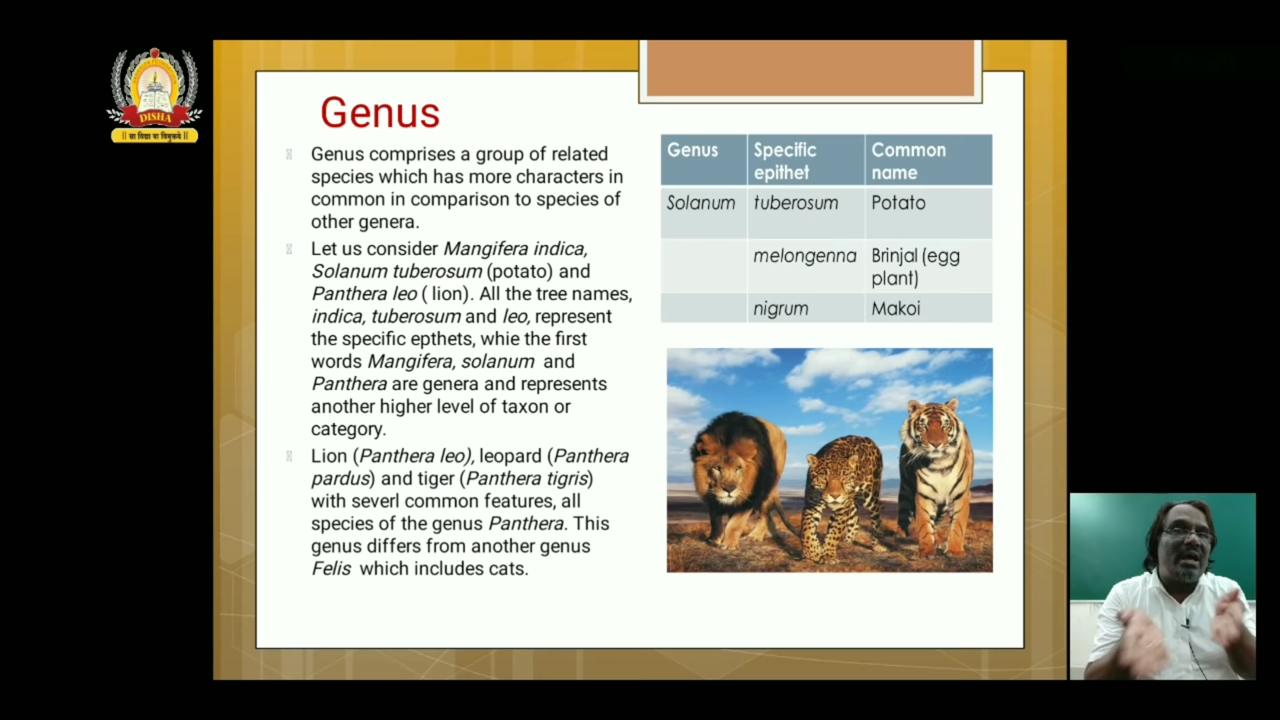 DISHA
|| सा विद्या या विमुक्तये ||
Genus
Genus comprises a group of related
species which has more characters in
common in comparison to species of
other genera.
Let us consider Mangifera indica,
Solanum tuberosum (potato) and
Panthera leo ( lion). All the tree names,
indica, tuberosum and leo, represent
the specific epthets, whie the first
words Mangifera, solanum and
Panthera are genera and represents
another higher level of taxon or
category.
Lion (Panthera leo), leopard (Panthera
pardus) and tiger (Panthera tigris)
with severl common features, all
species of the genus Panthera. This
genus differs from another genus
Felis which includes cats.
Genus Specific epithet Common name
Solanum tuberosum Potato
melongenna Brinjal (egg plant)
nigrum Makoi